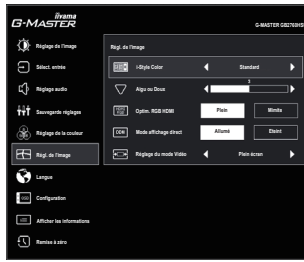 iiyama
G-MASTER
G-MASTER GB2760HS
Réglage de l'image
Sélect. entrée
Réglage audio
Sauvegarde réglages
Réglage de la couleur
Régl. de l'image
Langue
Configuration
Afficher les informations
Remise à zéro
Régl. de l'image
i-Style Color
Standard
Aigu ou Doux
3
Optim. RGB HDMI
Plein
Mimits
Mode affichage direct
Allumé
Eteint
Réglage du mode Vidéo
Plein écran